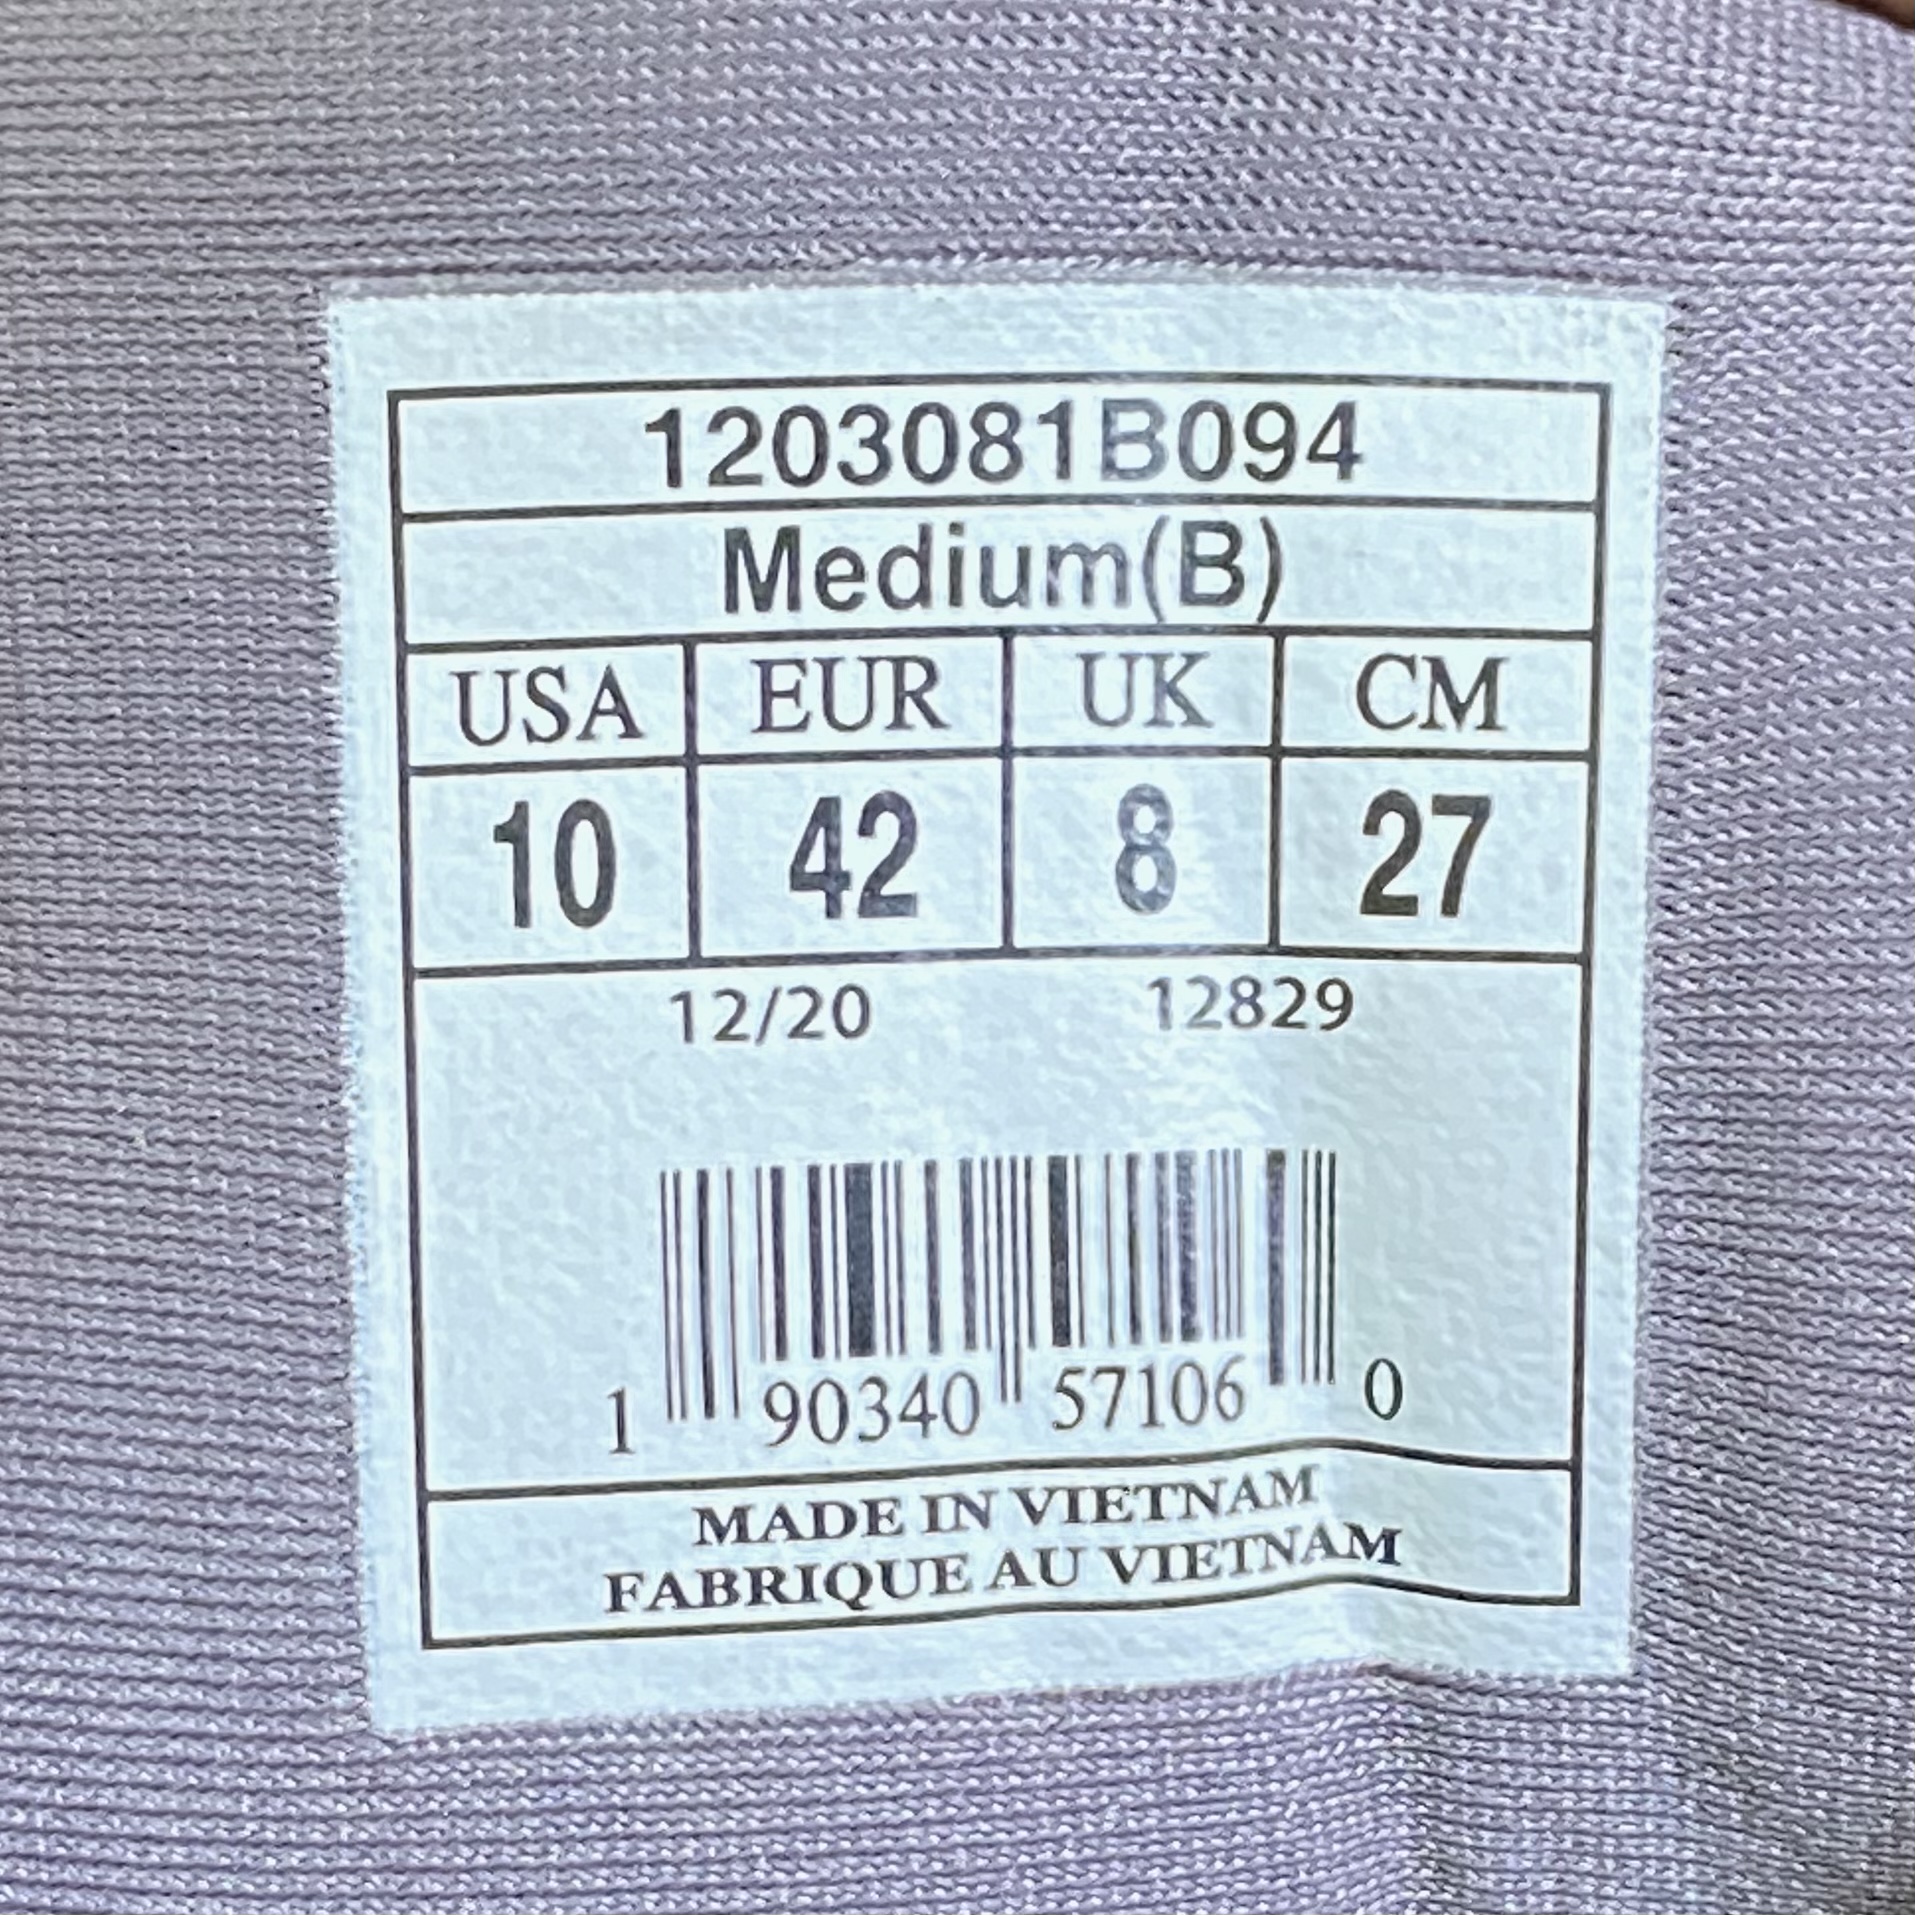 1203081B094
Medium(B)
USA EUR UK CM
10 42 8 27
12/20 12829
1 90340 57106 0
MADE IN VIETNAM
FABRIQUE AU VIETNAM